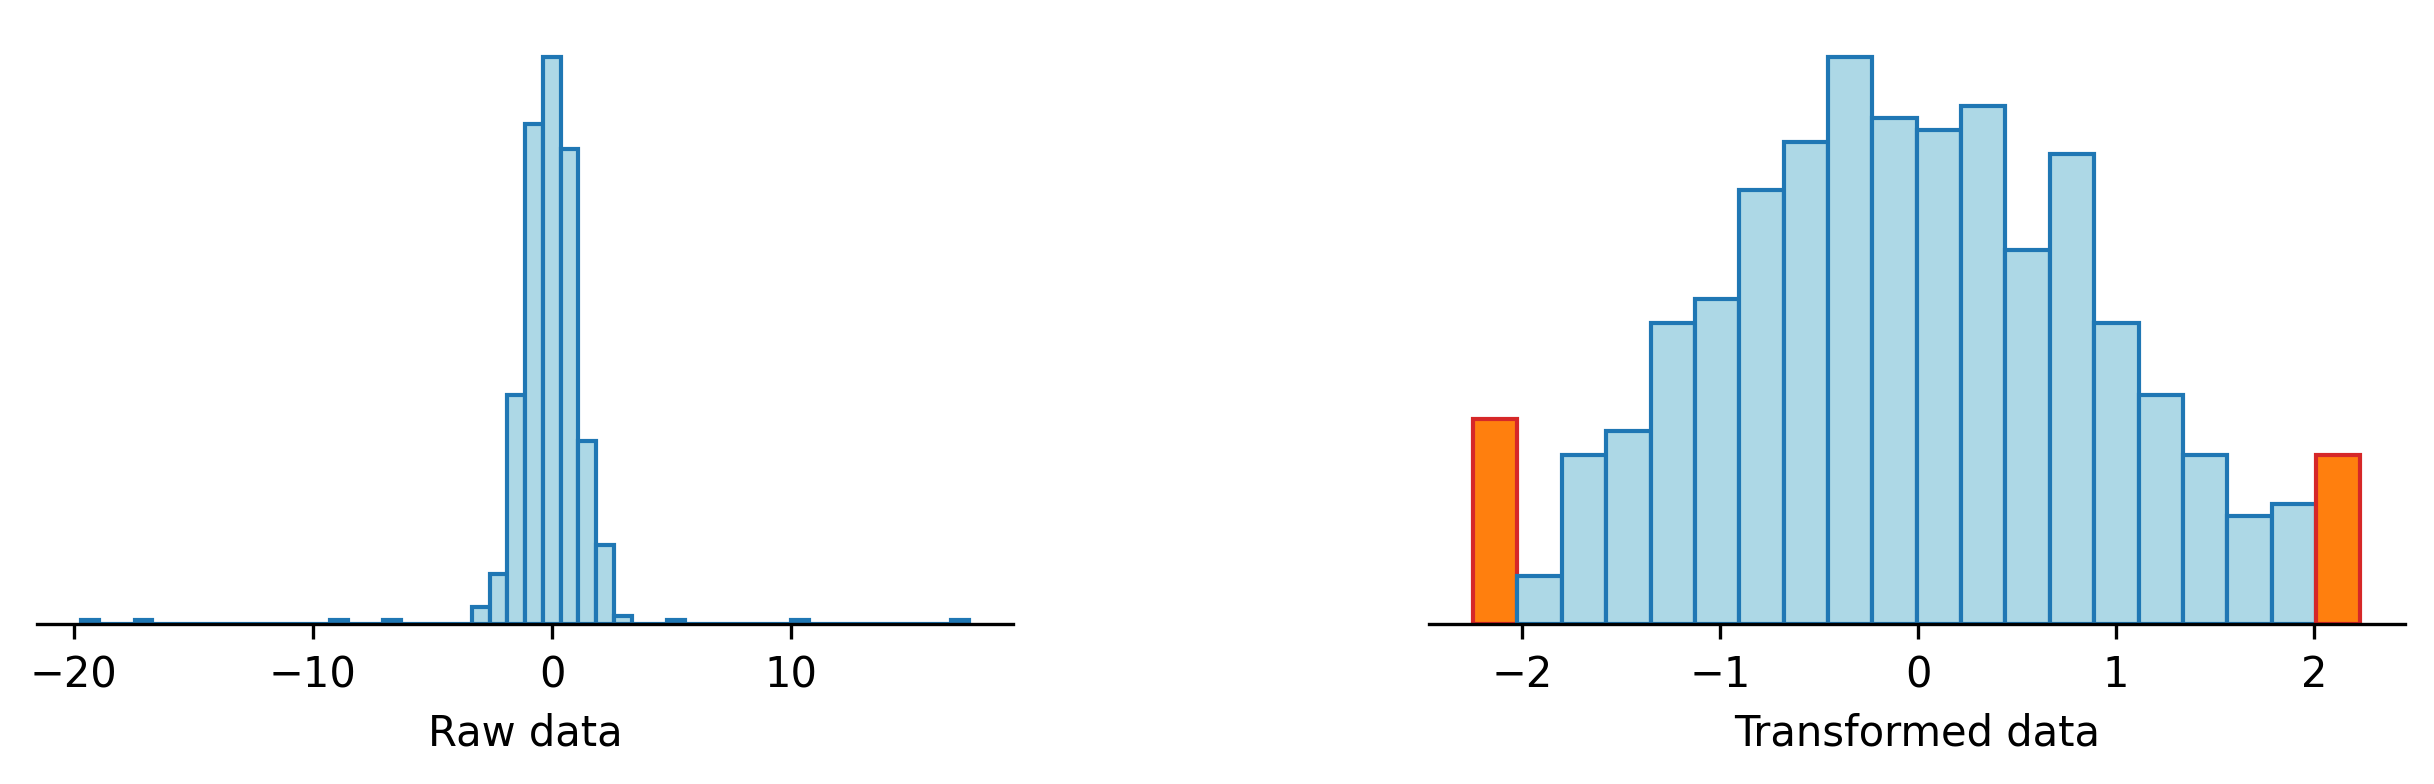 −20 −10 0 10
Raw data
−2 −1 0 1 2
Transformed data